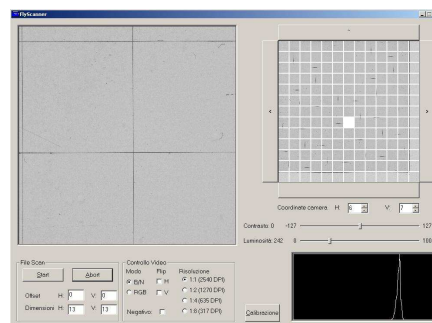 FlyScanner
Coordinate camera H: 6 V: 7
Contrasto: 0 -127 127
Luminosità: 242 0
File Scan
Start Abort
Offset H: 0 V: 0
Dimensioni H: 13 V: 13
Controllo Video
Modo Flip Risoluzione
B/N H 1:1 (2540 DPI)
RGB V 1:2 (1270 DPI)
1:4 (635 DPI)
Negativo: 1:8 (317 DPI)
Calibrazione